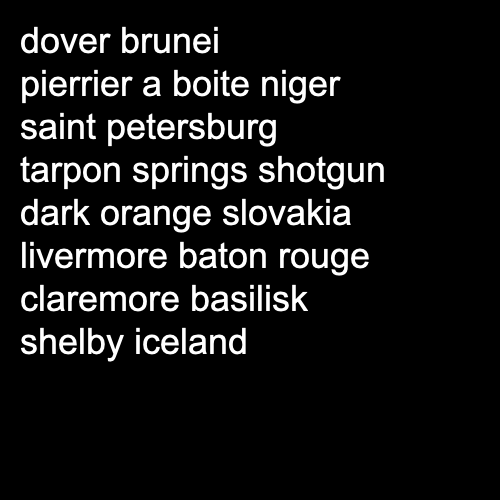 dover brunei
pierrier a boite niger
saint petersburg
tarpon springs shotgun
dark orange slovakia
livermore baton rouge
claremore basilisk
shelby iceland